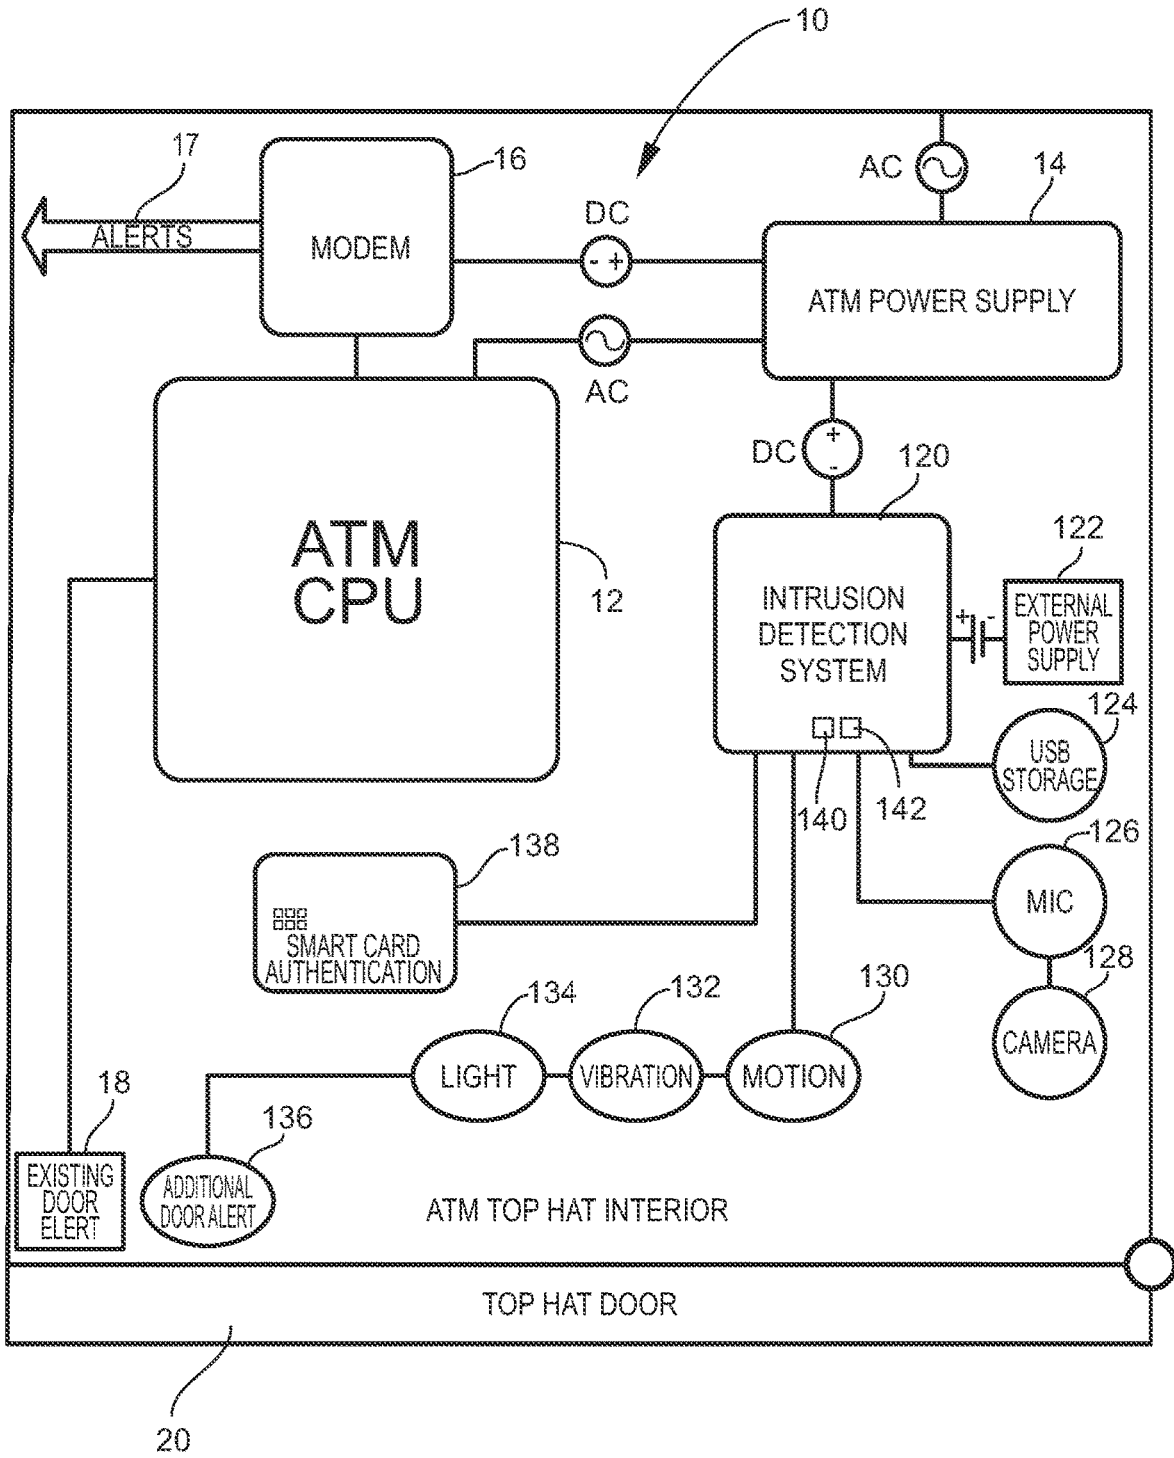 10
17
16
AC
14
DC
ALERTS
MODEM
- +
ATM POWER SUPPLY
AC
+
-
DC
120
ATM
CPU
12
122
INTRUSION
DETECTION
SYSTEM
+ -
EXTERNAL
POWER
SUPPLY
124
USB
STORAGE
140
142
126
138
MIC
SMART CARD
AUTHENTICATION
128
134
132
130
CAMERA
LIGHT
VIBRATION
MOTION
18
136
EXISTING
DOOR
ELERT
ADDITIONAL
DOOR ALERT
ATM TOP HAT INTERIOR
TOP HAT DOOR
20